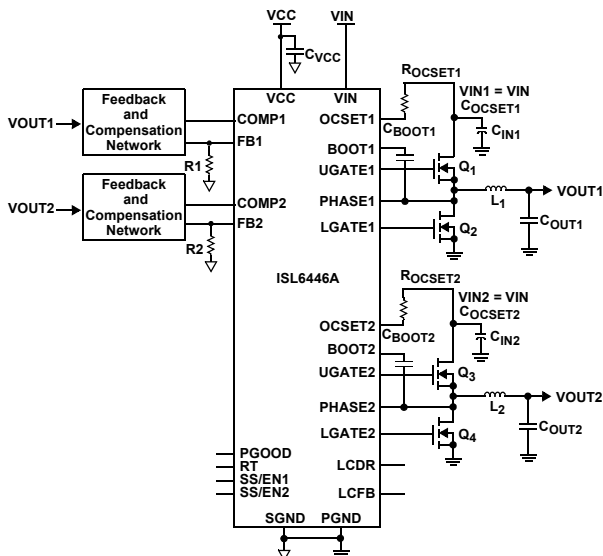 VCC
VIN
CVCC
VCC
VIN
Feedback
and
Compensation
Network
VOUT1
COMP1
FB1
R1
Feedback
and
Compensation
Network
VOUT2
COMP2
FB2
R2
ISL6446A
OCSET1
ROCSET1
VIN1 = VIN
COCSET1
CIN1
CBOOT1
BOOT1
UGATE1
Q1
PHASE1
L1
VOUT1
LGATE1
Q2
COUT1
OCSET2
ROCSET2
VIN2 = VIN
COCSET2
CIN2
CBOOT2
BOOT2
UGATE2
Q3
PHASE2
L2
VOUT2
LGATE2
Q4
COUT2
PGOOD
RT
SS/EN1
SS/EN2
LCDR
LCFB
SGND
PGND